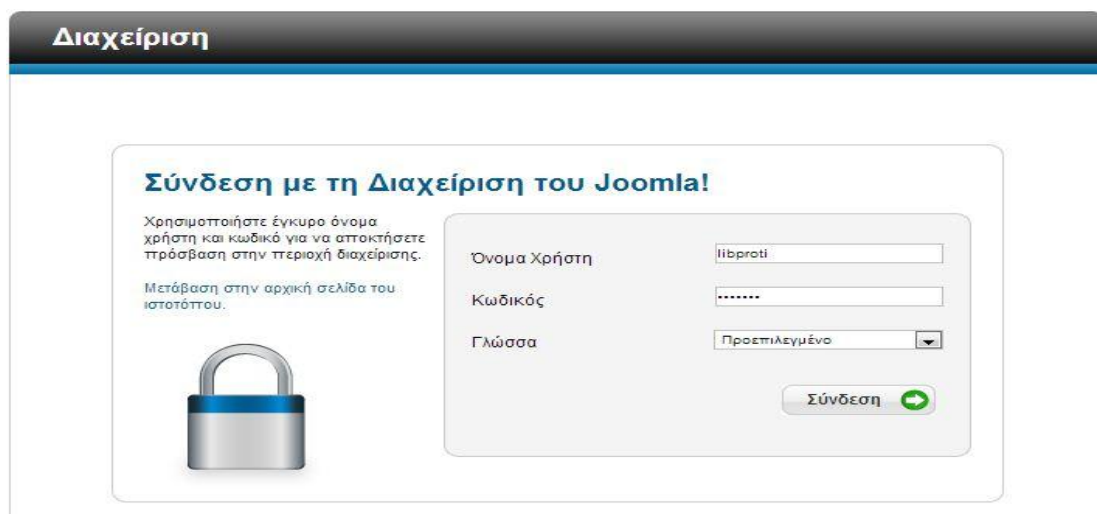 Διαχείριση
Σύνδεση με τη Διαχείριση του Joomla!
Χρησιμοποιήστε έγκυρο όνομα
χρήστη και κωδικό για να αποκτήσετε
πρόσβαση στην περιοχή διαχείρισης.
Μετάβαση στην αρχική σελίδα του
ιστοτόπου.
Όνομα Χρήστη
libproti
Κωδικός
•••••••
Γλώσσα
Προεπιλεγμένο
Σύνδεση